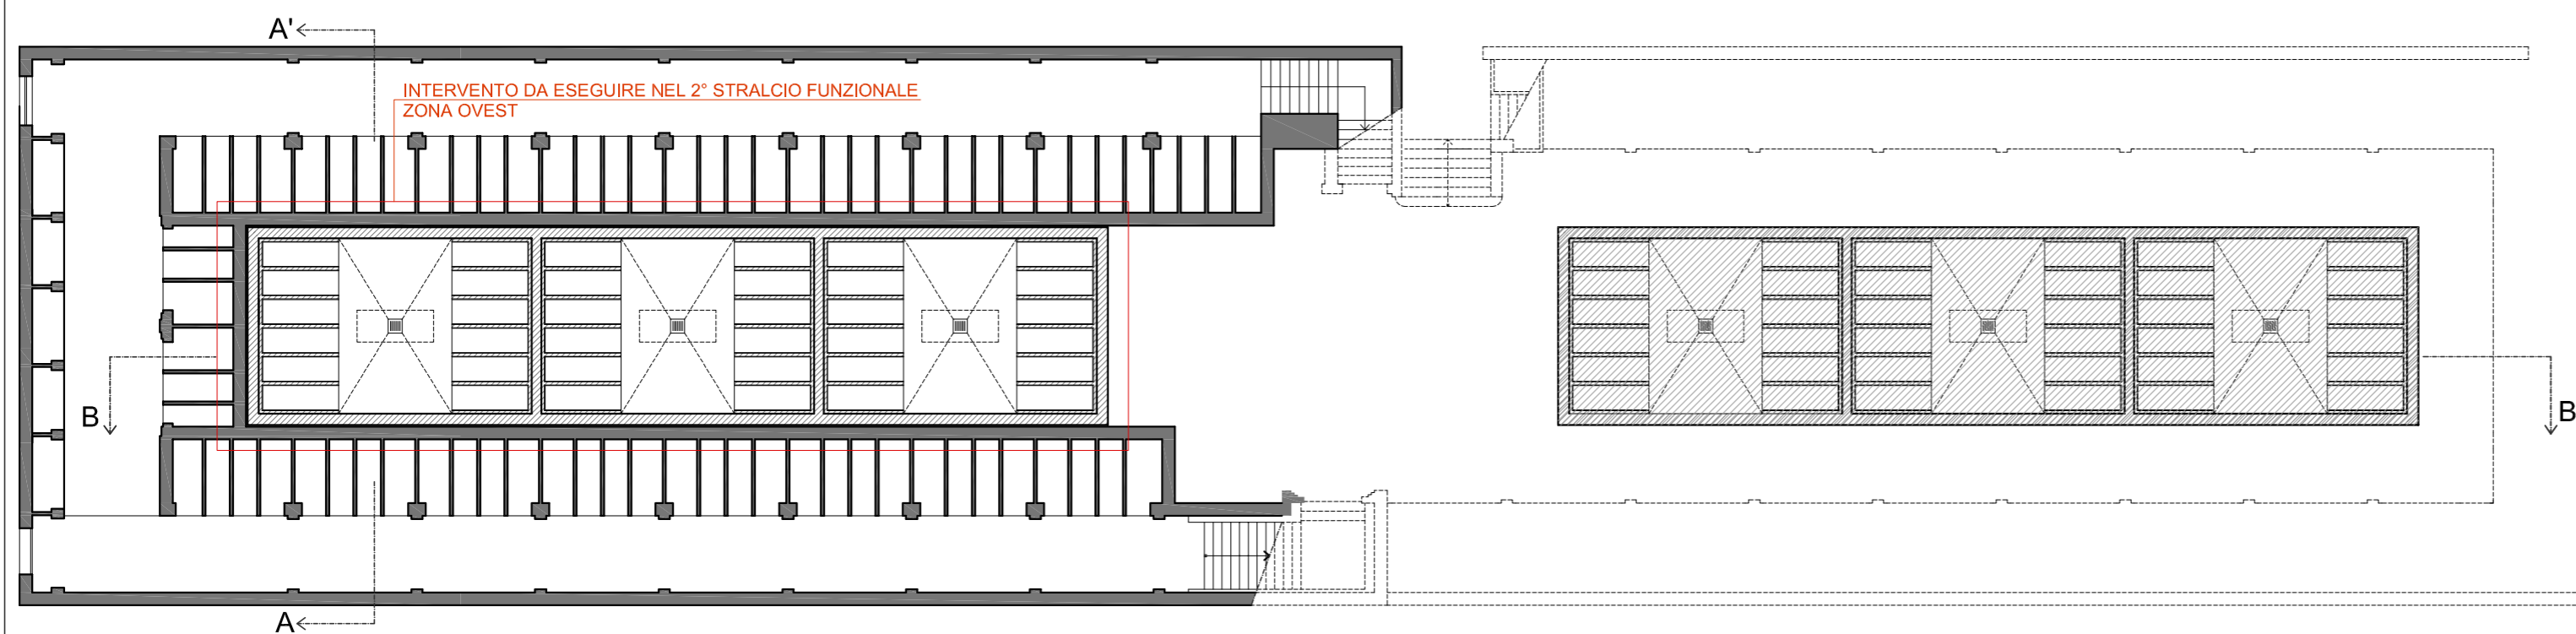 A'
INTERVENTO DA ESEGUIRE NEL 2° STRALCIO FUNZIONALE
ZONA OVEST
B
B
A